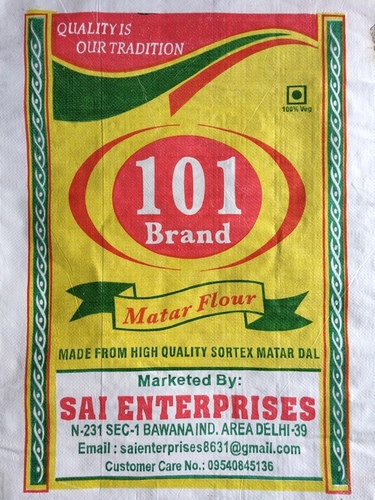 QUALITY IS
OUR TRADITION
100% Veg
101
Brand
Matar Flour
MADE FROM HIGH QUALITY SORTEX MATAR DAL
Marketed By:
SAI ENTERPRISES
N-231 SEC-1 BAWANA IND. AREA DELHI-39
Email : saienterprises8631@gmail.com
Customer Care No.: 09540845136